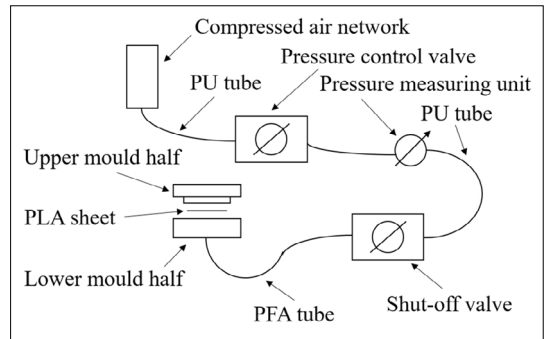 Compressed air network
Pressure control valve
PU tube
Pressure measuring unit
PU tube
Upper mould half
PLA sheet
Lower mould half
PFA tube
Shut-off valve